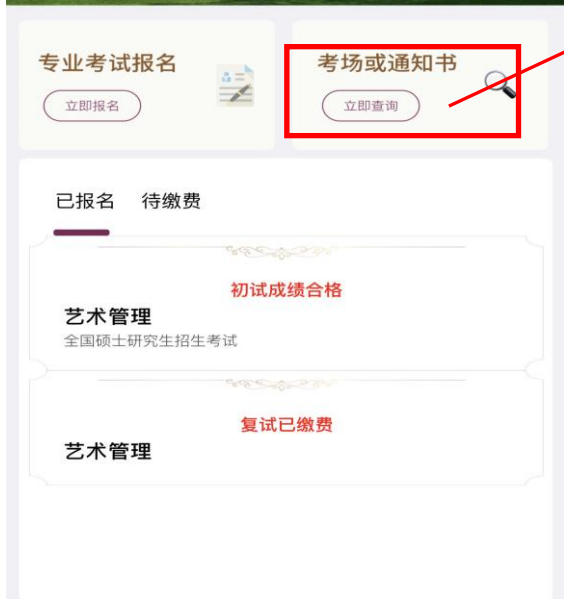 专业考试报名
立即报名
考场或通知书
立即查询
已报名 待缴费
初试成绩合格
艺术管理
全国硕士研究生招生考试
复试已缴费
艺术管理